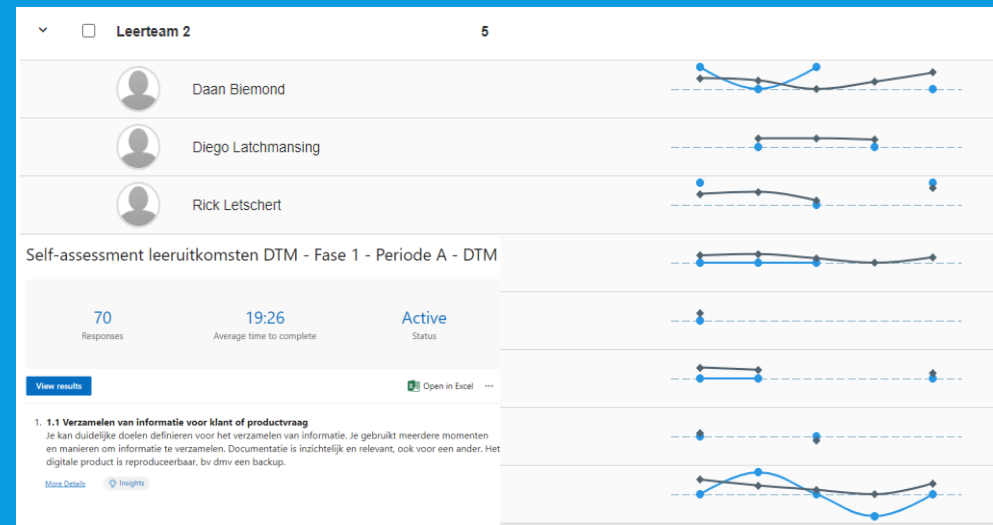 Leerteam 2 5
Daan Biemond
Diego Latchmansing
Rick Letschert
Self-assessment leeruitkomsten DTM - Fase 1 - Periode A - DTM
70 19:26 Active
Responses Average time to complete Status
View results Open in Excel ...
1. 1.1 Verzamelen van informatie voor klant of productvraag
Je kan duidelijke doelen definieren voor het verzamelen van informatie. Je gebruikt meerdere momenten
en manieren om informatie te verzamelen. Documentatie is inzichtelijk en relevant, ook voor een ander. Het
digitale product is reproduceerbaar, bv dmv een backup.
More Details Insights